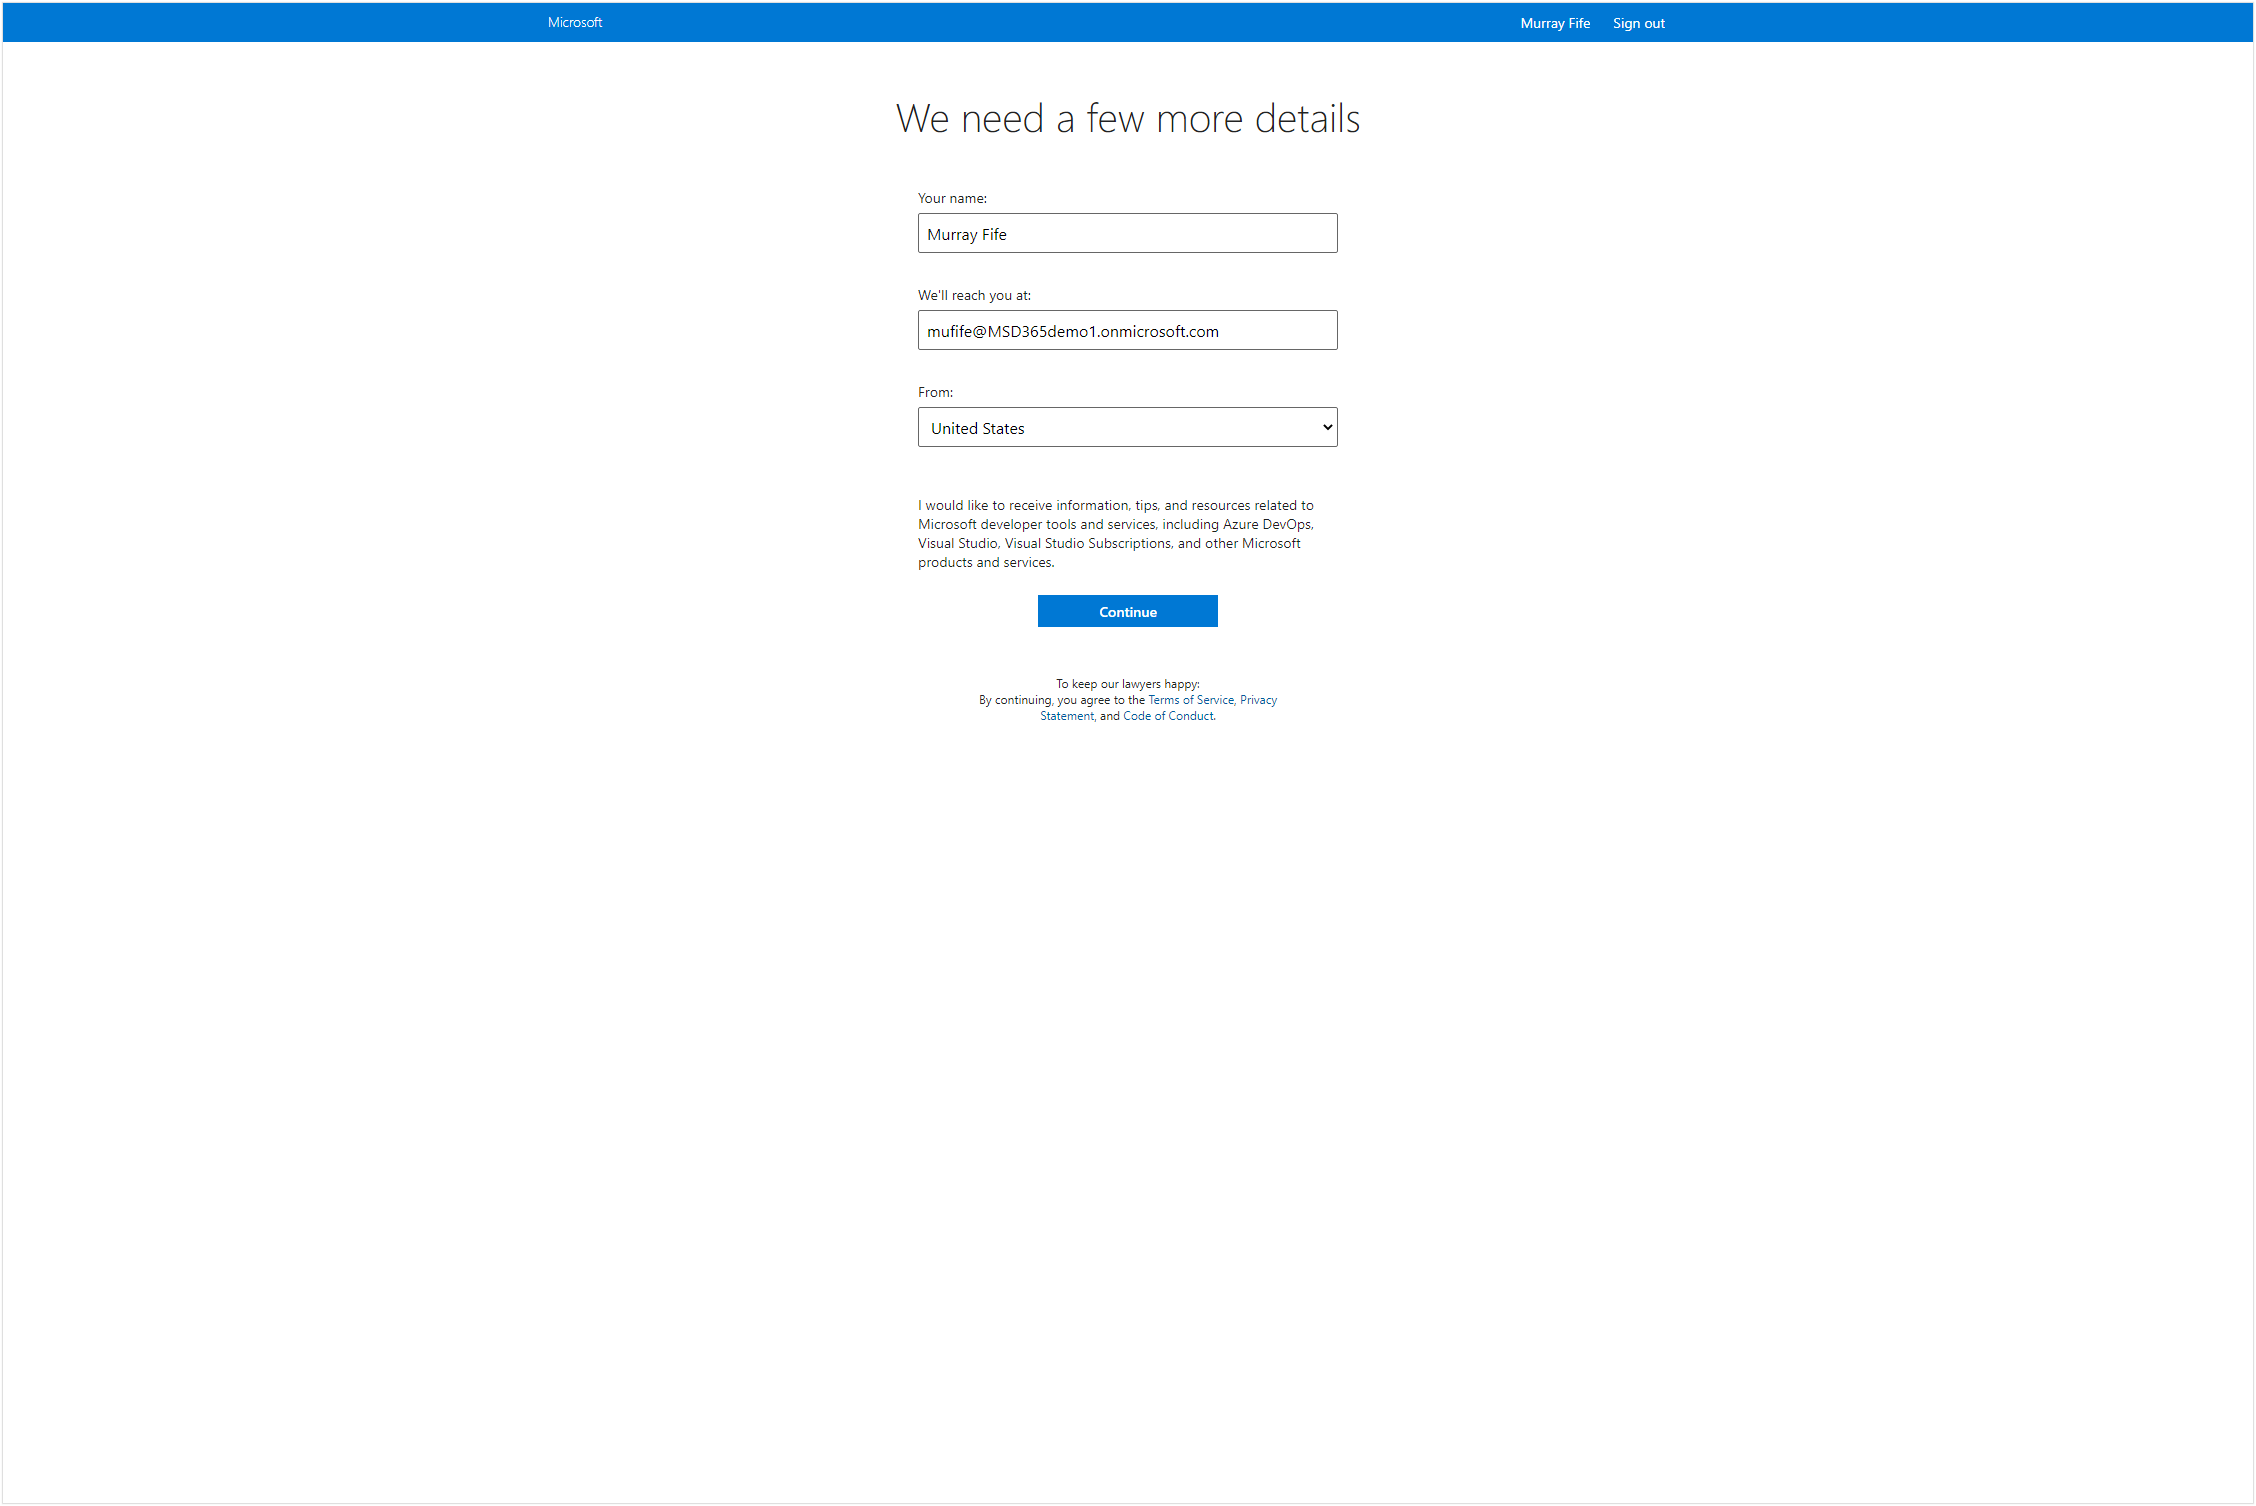 Microsoft
Murray Fife
Sign out
We need a few more details
Your name:
Murray Fife
We'll reach you at:
mufife@MSD365demo1.onmicrosoft.com
From:
United States
I would like to receive information, tips, and resources related to
Microsoft developer tools and services, including Azure DevOps,
Visual Studio, Visual Studio Subscriptions, and other Microsoft
products and services.
Continue
To keep our lawyers happy:
By continuing, you agree to the Terms of Service, Privacy
Statement, and Code of Conduct.